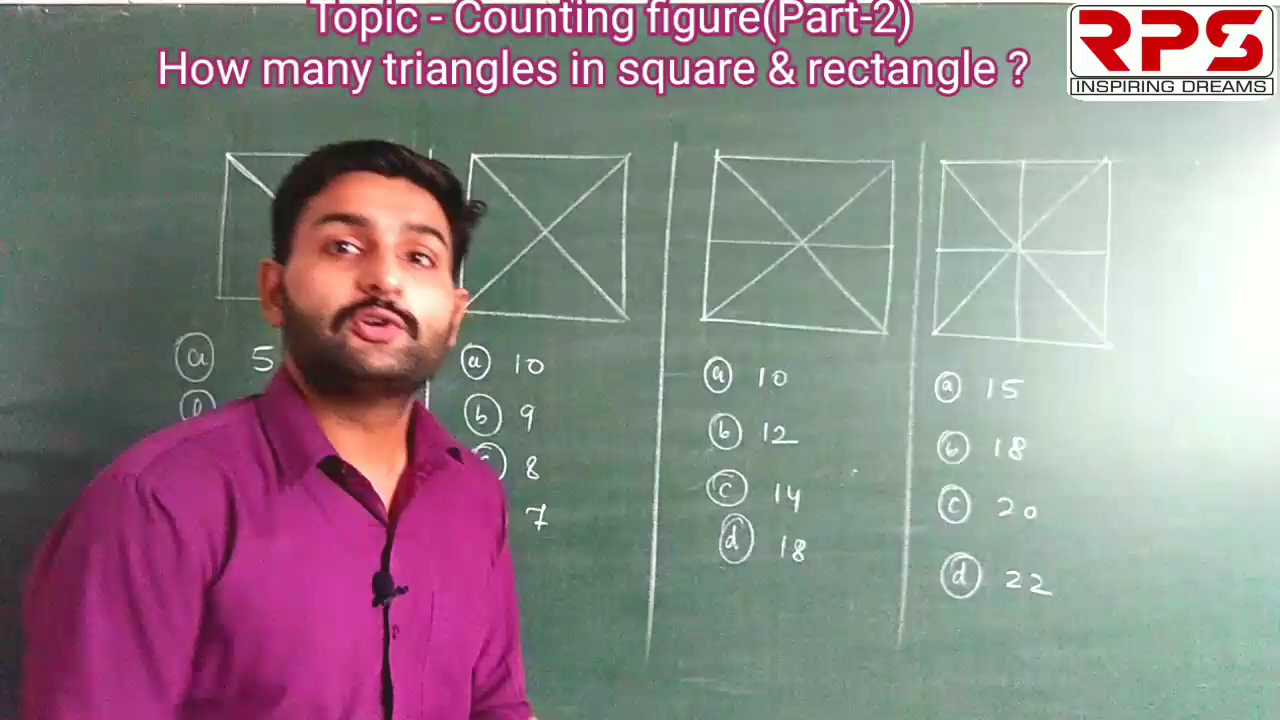 Topic - Counting figure(Part-2)
How many triangles in square & rectangle ?
RPS
INSPIRING DREAMS
a 5
a 10
b 9
8
7
a 10
b 12
c 14
d 18
a 15
b 18
c 20
d 22